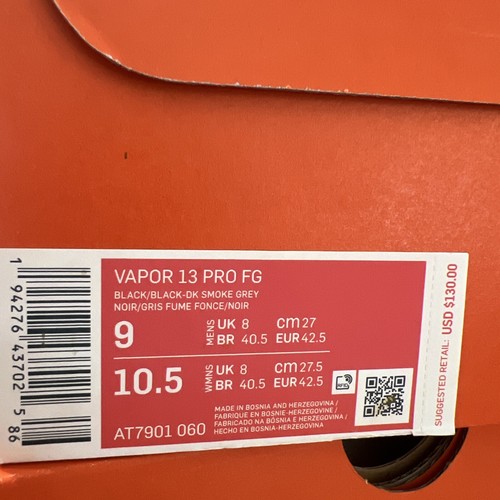 VAPOR 13 PRO FG
BLACK/BLACK-DK SMOKE GREY
NOIR/GRIS FUME FONCE/NOIR
9 MENS UK 8 cm 27
BR 40.5 EUR 42.5
10.5 WMNS UK 8 cm 27.5
BR 40.5 EUR 42.5
MADE IN BOSNIA AND HERZEGOVINA /
FABRIQUE EN BOSNIE-HERZEGOVINE /
FABRICADO NA BÓSNIA E HERZEGOVINA /
HECHO EN BOSNIA-HERZEGOVINA
AT7901 060
1 94276 43702 5 86
SUGGESTED RETAIL: USD $130.00